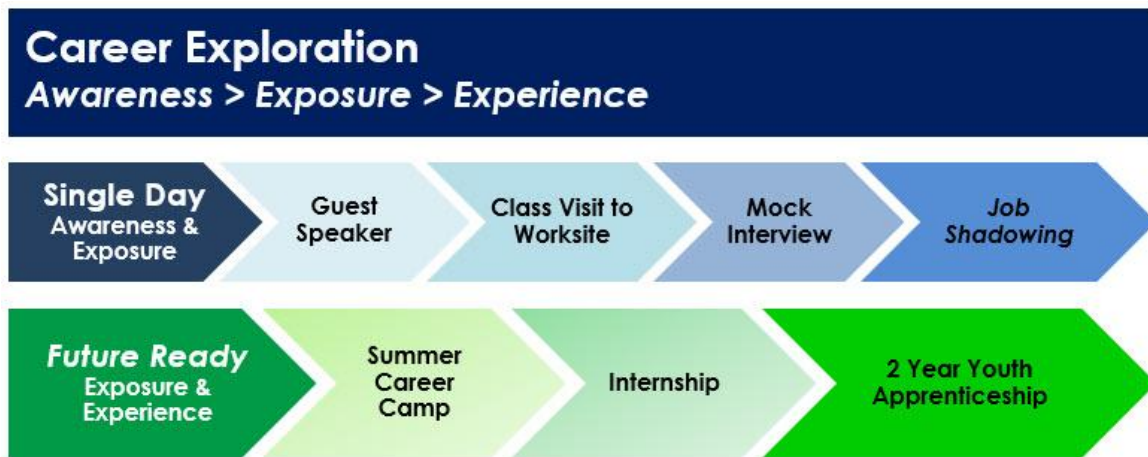 Career Exploration
Awareness > Exposure > Experience
Single Day
Awareness &
Exposure
Guest
Speaker
Class Visit to
Worksite
Mock
Interview
Job
Shadowing
Future Ready
Exposure &
Experience
Summer
Career
Camp
Internship
2 Year Youth
Apprenticeship